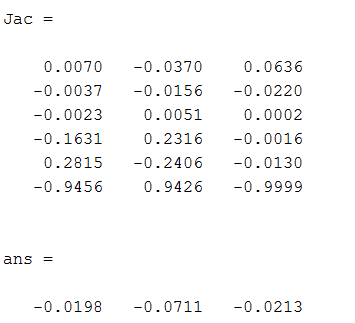 Jac =
0.0070 -0.0370 0.0636
-0.0037 -0.0156 -0.0220
-0.0023 0.0051 0.0002
-0.1631 0.2316 -0.0016
0.2815 -0.2406 -0.0130
-0.9456 0.9426 -0.9999
ans =
-0.0198 -0.0711 -0.0213